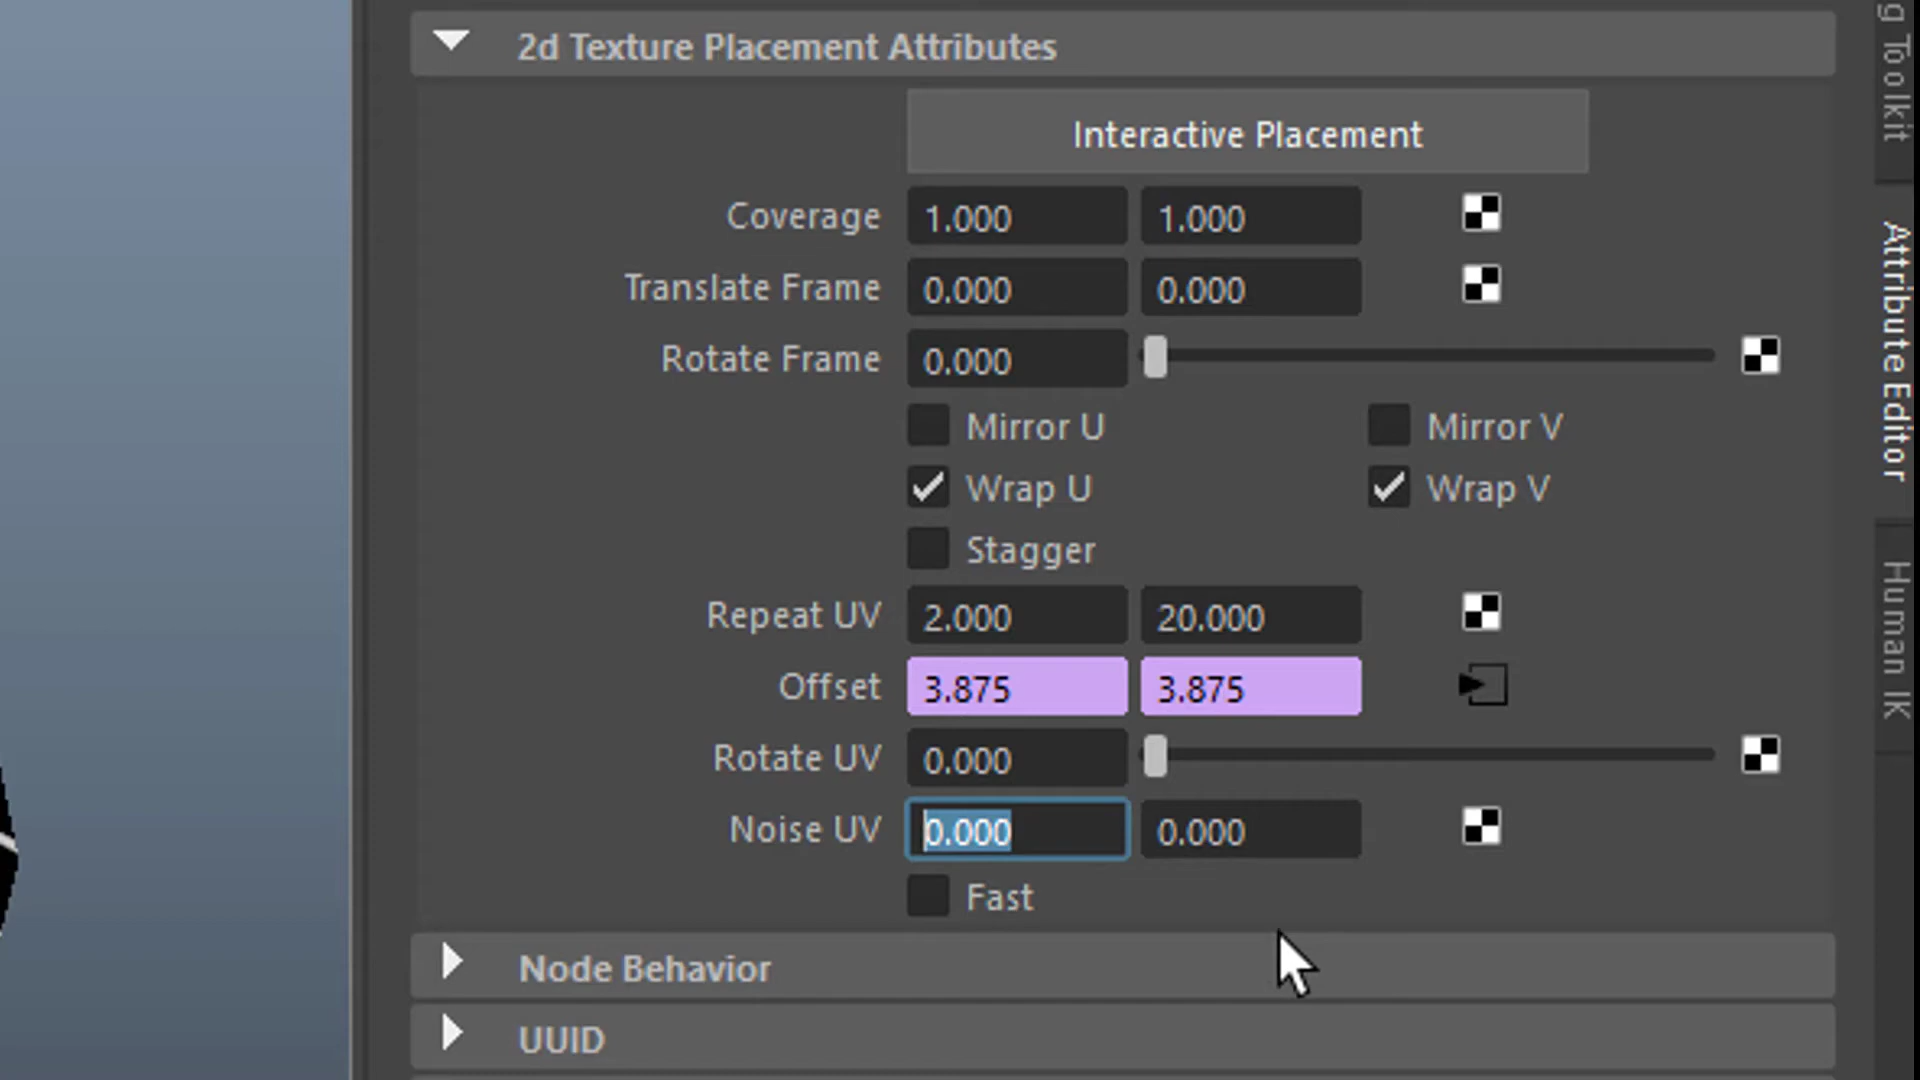 2d Texture Placement Attributes
Interactive Placement
Coverage 1.000 1.000
Translate Frame 0.000 0.000
Rotate Frame 0.000
Mirror U Mirror V
Wrap U Wrap V
Stagger
Repeat UV 2.000 20.000
Offset 3.875 3.875
Rotate UV 0.000
Noise UV 0.000 0.000
Fast
Node Behavior
UUID
g Toolkit
Attribute Editor
Human IK